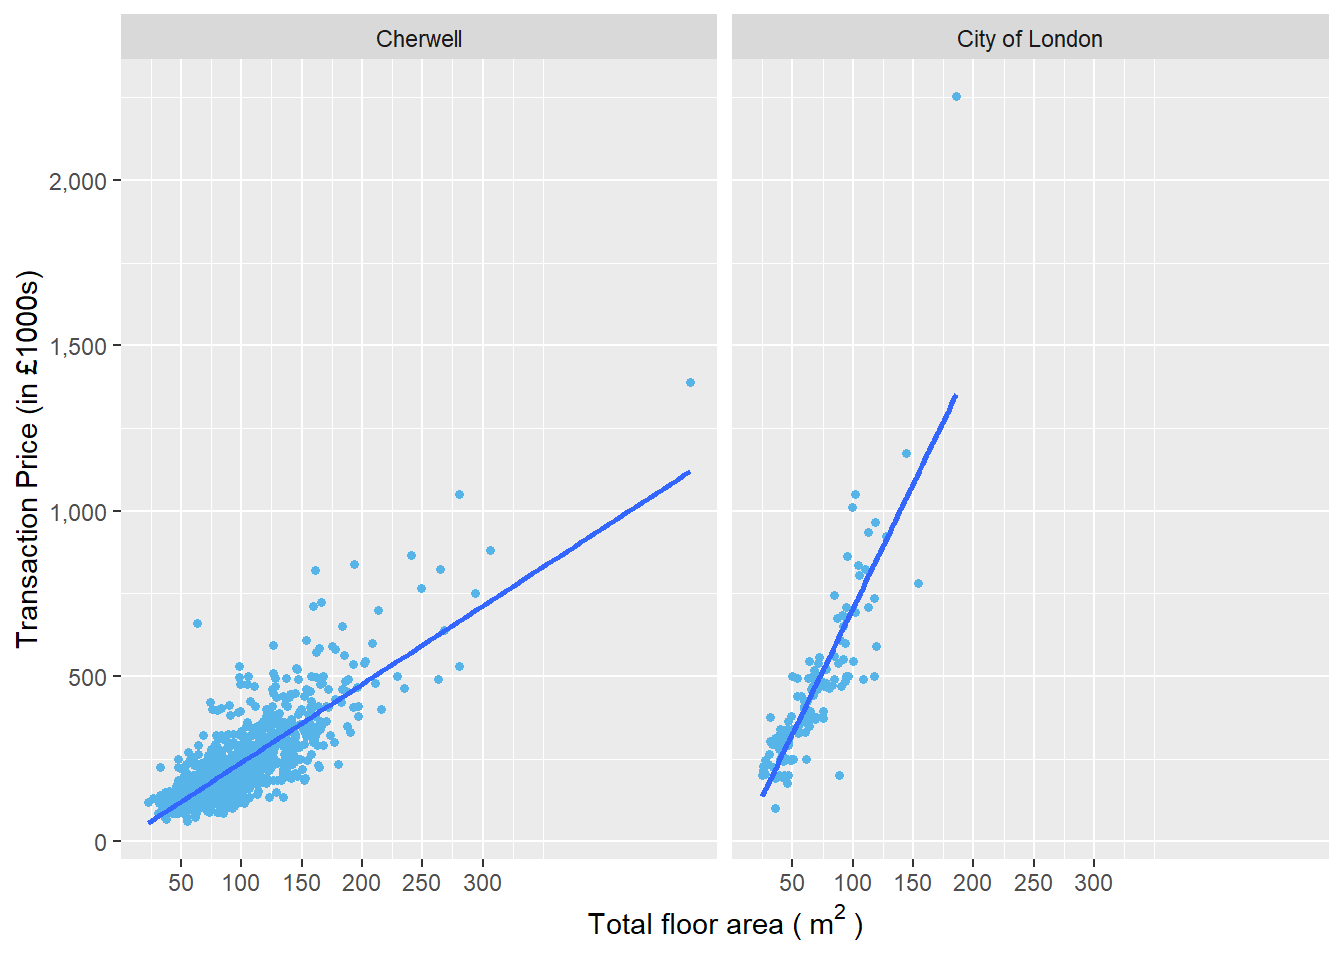 Cherwell
City of London
Transaction Price (in £1000s)
2,000
1,500
1,000
500
0
50 100 150 200 250 300
50 100 150 200 250 300
Total floor area ( m² )